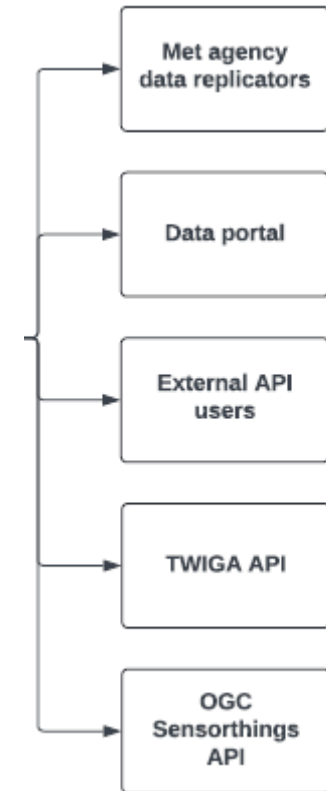 Met agency
data replicators
Data portal
External API
users
TWIGA API
OGC
Sensorthings
API